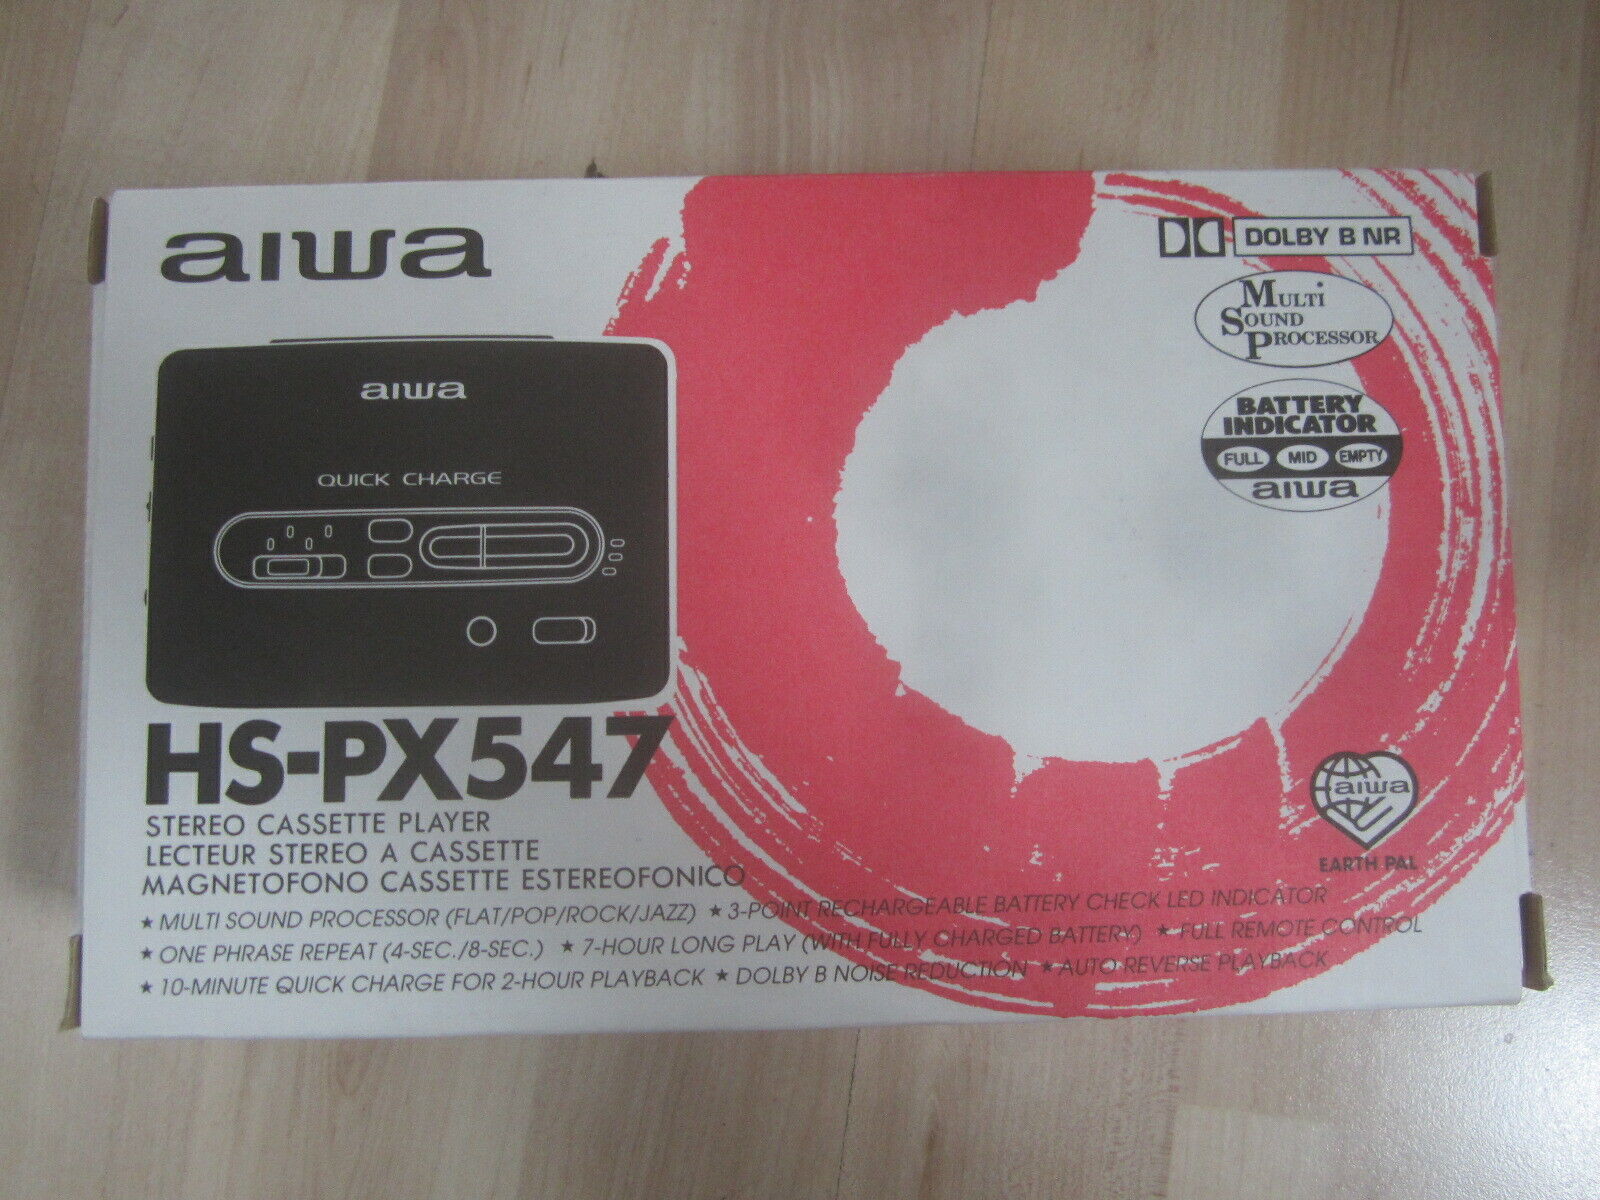 aiwa
DOLBY B NR
MULTI
SOUND
PROCESSOR
aiwa
BATTERY
INDICATOR
FULL MID EMPTY
aiwa
QUICK CHARGE
HS-PX547
aiwa
EARTH PAL
STEREO CASSETTE PLAYER
LECTEUR STEREO A CASSETTE
MAGNETOFONO CASSETTE ESTEREOFONICO
★ MULTI SOUND PROCESSOR (FLAT/POP/ROCK/JAZZ) ★ 3-POINT RECHARGEABLE BATTERY CHECK LED INDICATOR
★ ONE PHRASE REPEAT (4-SEC./8-SEC.) ★ 7-HOUR LONG PLAY (WITH FULLY CHARGED BATTERY) ★ FULL REMOTE CONTROL
★ 10-MINUTE QUICK CHARGE FOR 2-HOUR PLAYBACK ★ DOLBY B NOISE REDUCTION ★ AUTO REVERSE PLAYBACK